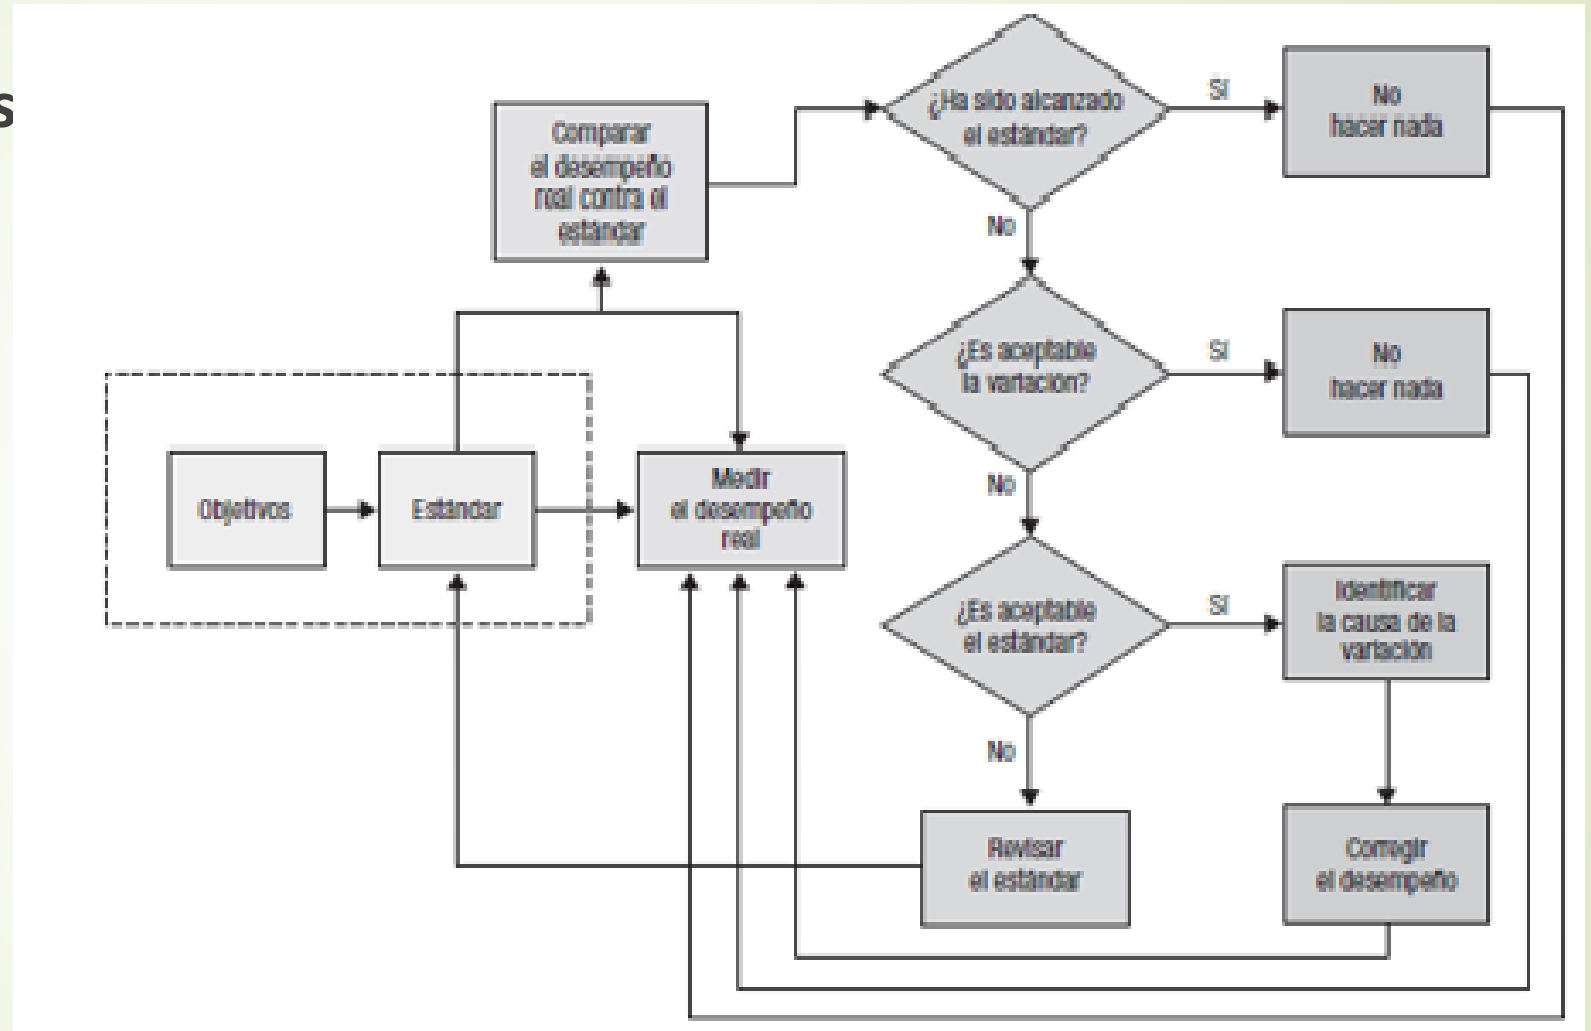 s
¿Ha sido alcanzado
el estándar?
Sí
No
hacer nada
Comparar
el desempeño
real contra el
estándar
No
¿Es aceptable
la variación?
Sí
No
hacer nada
Objetivos
Estándar
Medir
el desempeño
real
No
¿Es aceptable
el estándar?
Sí
Identificar
la causa de la
variación
No
Revisar
el estándar
Corregir
el desempeño